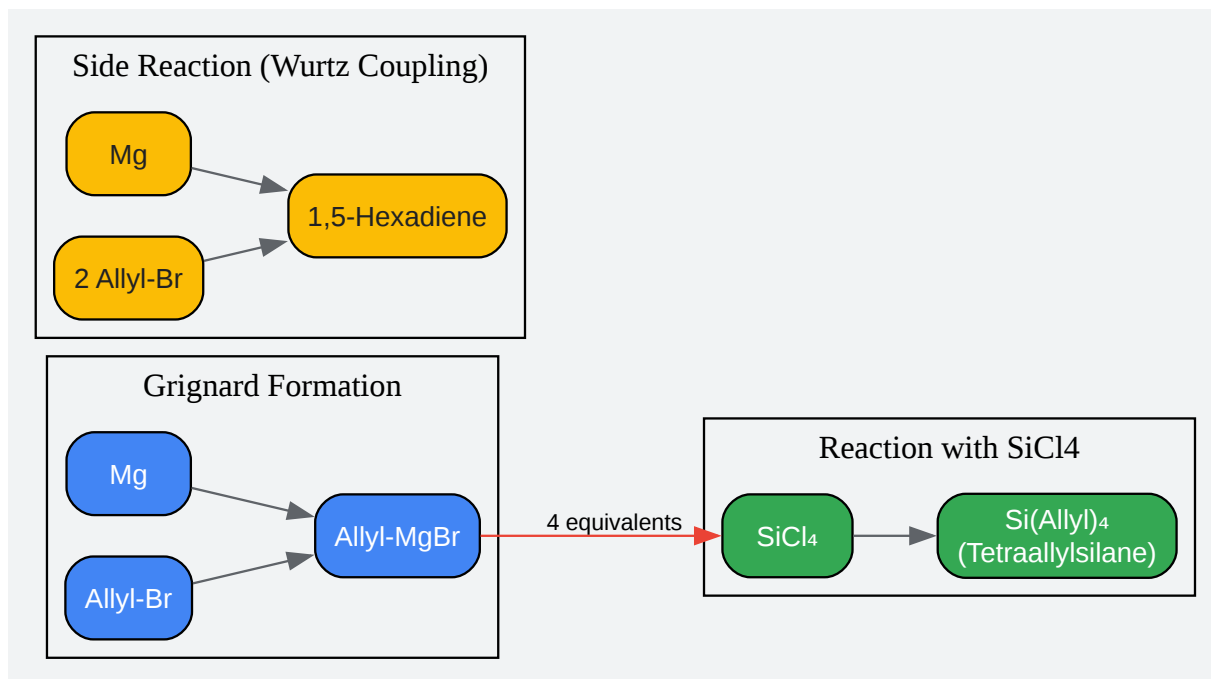 Side Reaction (Wurtz Coupling)
Mg
2 Allyl-Br
1,5-Hexadiene
Grignard Formation
Mg
Allyl-Br
Allyl-MgBr
4 equivalents
Reaction with SiCl4
SiCl₄
Si(Allyl)₄
(Tetraallylsilane)